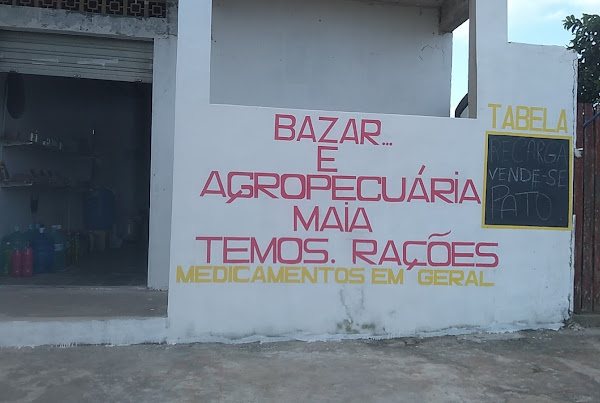 BAZAR...
E
AGROPECUÁRIA
MAIA
TEMOS. RAÇÕES
MEDICAMENTOS EM GERAL
TABELA
RECARGA
VENDE-SE
PATO